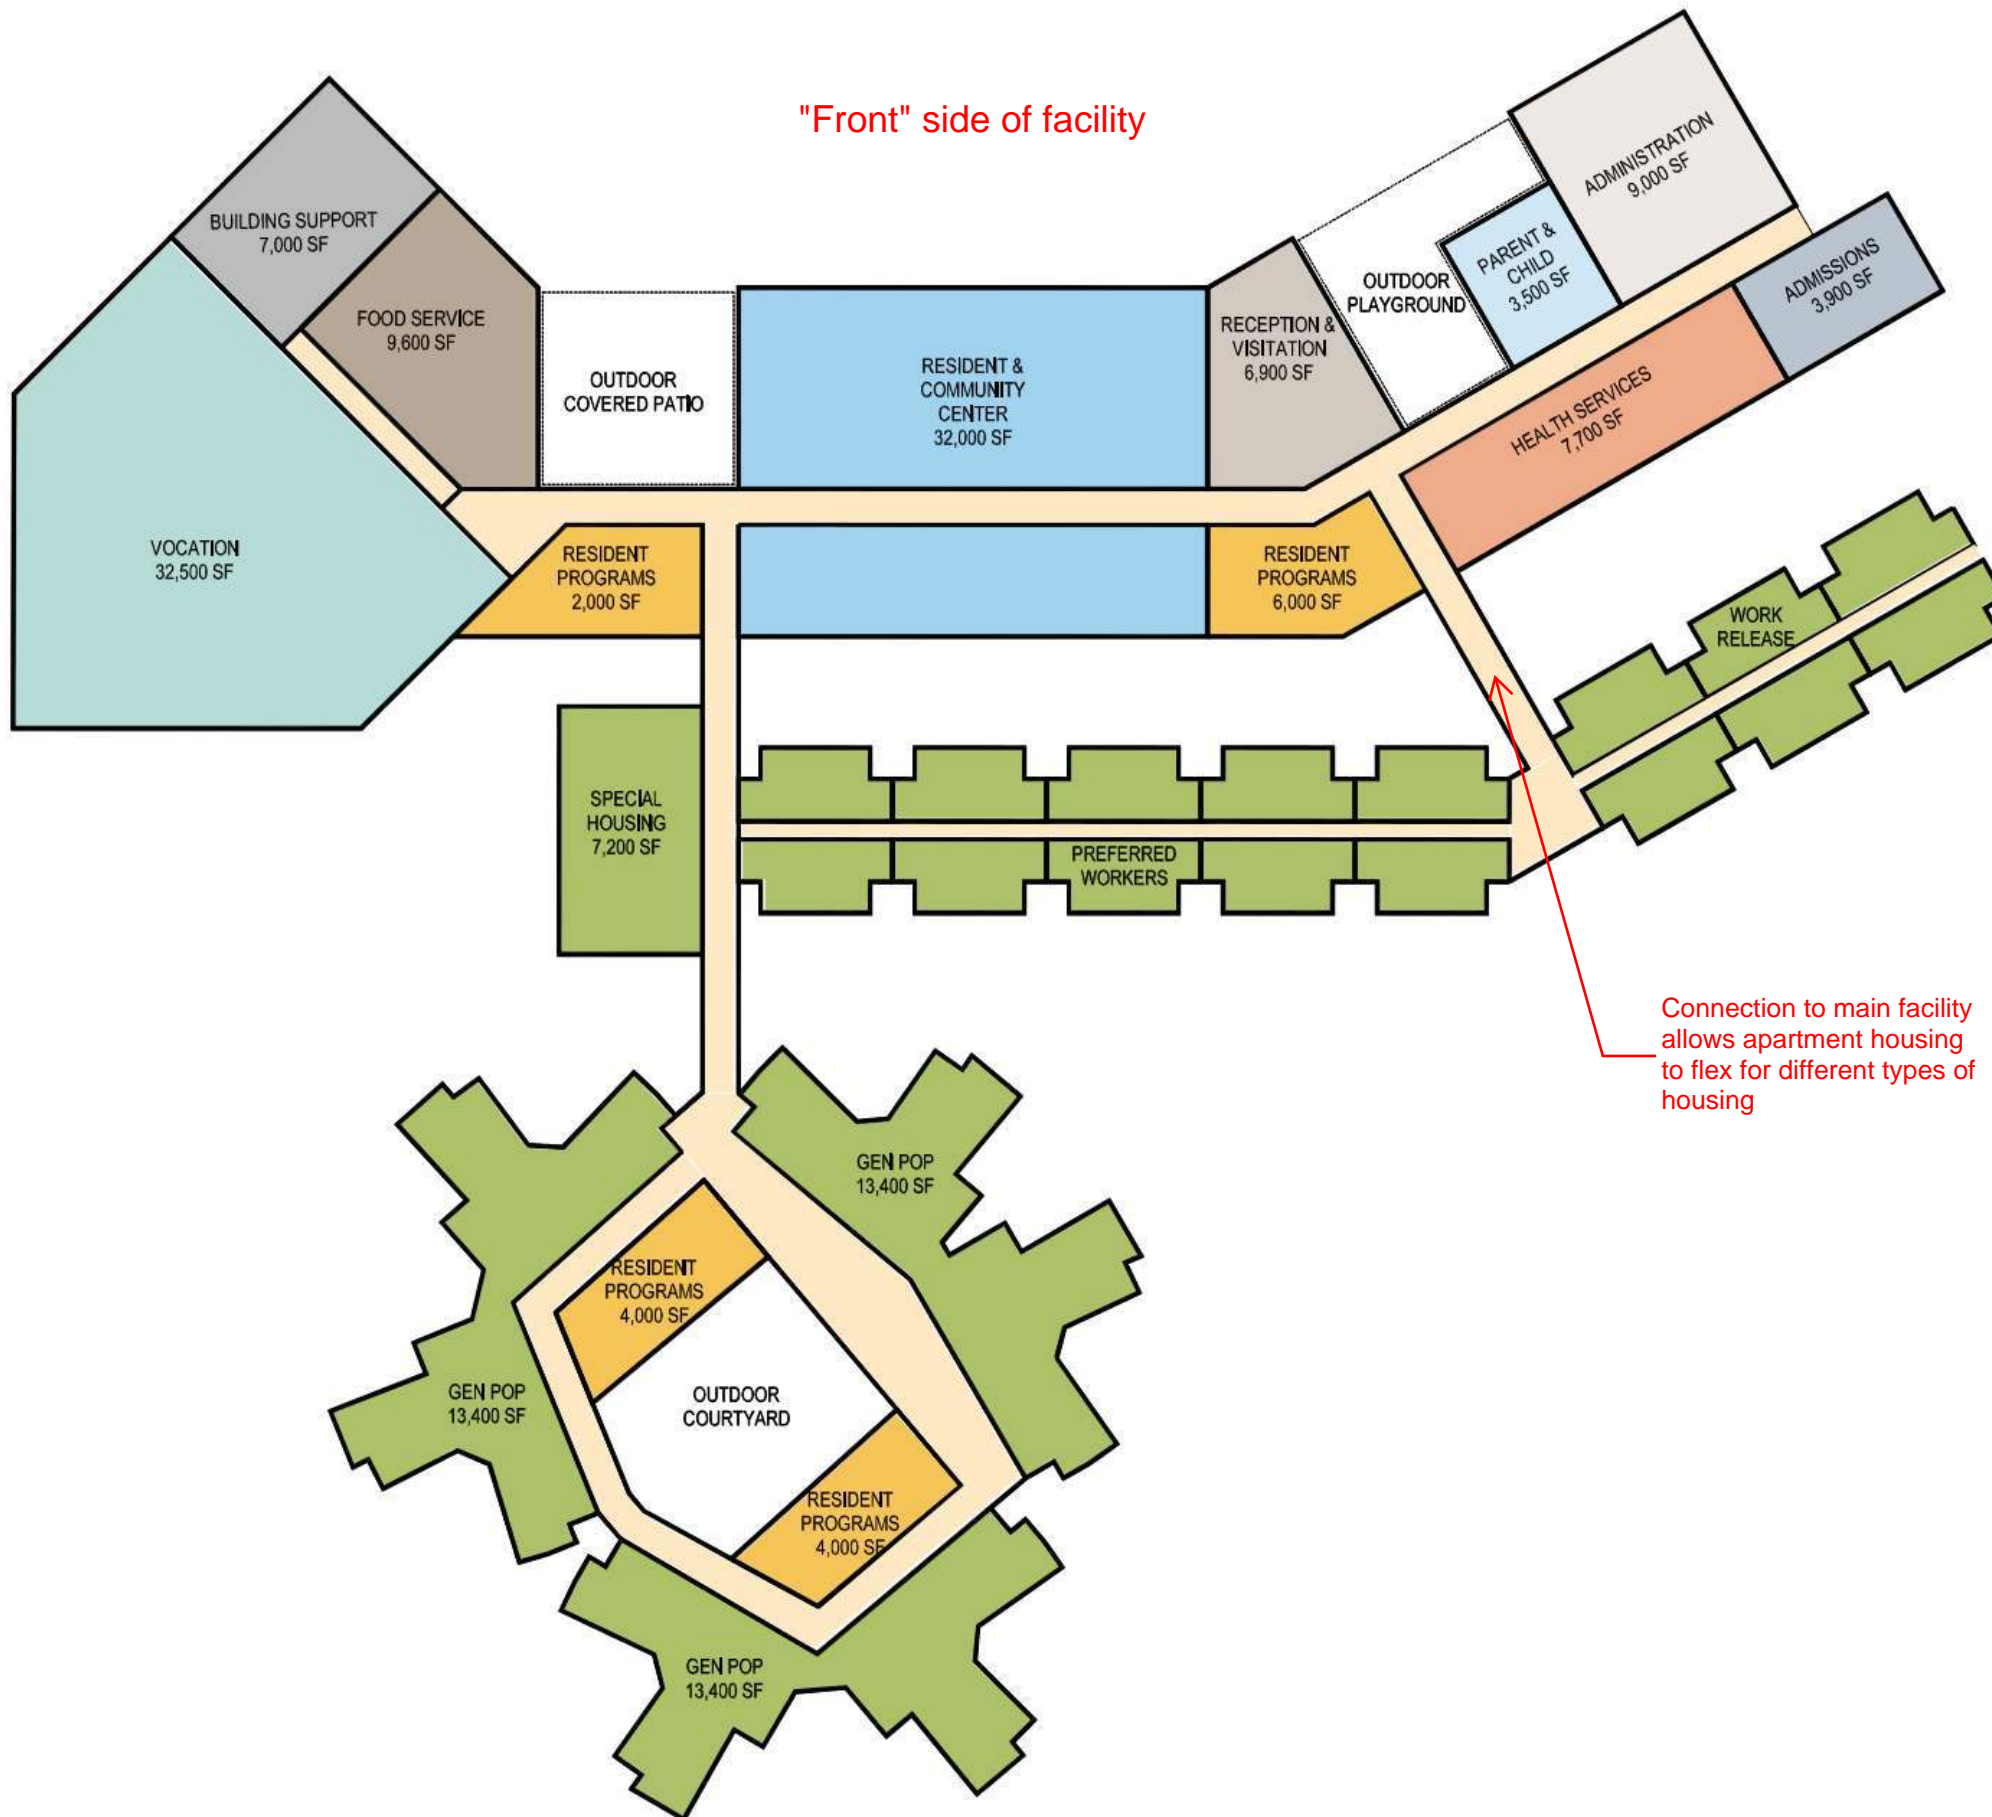 "Front" side of facility
ADMINISTRATION
9,000 SF
BUILDING SUPPORT
7,000 SF
PARENT &
CHILD
3,500 SF
ADMISSIONS
3,900 SF
OUTDOOR
PLAYGROUND
FOOD SERVICE
9,600 SF
RECEPTION &
VISITATION
6,900 SF
OUTDOOR
COVERED PATIO
RESIDENT &
COMMUNITY
CENTER
32,000 SF
HEALTH SERVICES
7,700 SF
VOCATION
32,500 SF
RESIDENT
PROGRAMS
2,000 SF
RESIDENT
PROGRAMS
6,000 SF
WORK
RELEASE
SPECIAL
HOUSING
7,200 SF
PREFERRED
WORKERS
Connection to main facility
allows apartment housing
to flex for different types of
housing
GEN POP
13,400 SF
RESIDENT
PROGRAMS
4,000 SF
GEN POP
13,400 SF
OUTDOOR
COURTYARD
RESIDENT
PROGRAMS
4,000 SF
GEN POP
13,400 SF